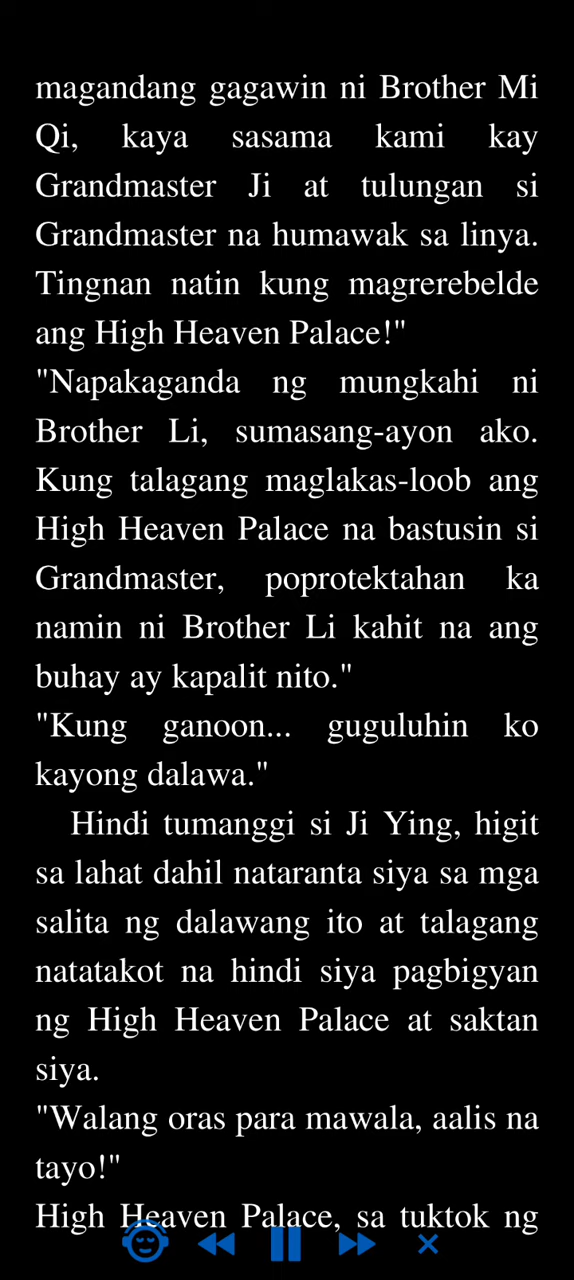 magandang gagawin ni Brother Mi
Qi, kaya sasama kami kay
Grandmaster Ji at tulungan si
Grandmaster na humawak sa linya.
Tingnan natin kung magrerebelde
ang High Heaven Palace!"
"Napakaganda ng mungkahi ni
Brother Li, sumasang-ayon ako.
Kung talagang maglakas-loob ang
High Heaven Palace na bastusin si
Grandmaster, poprotektahan ka
namin ni Brother Li kahit na ang
buhay ay kapalit nito."
"Kung ganoon... guguluhin ko
kayong dalawa."
Hindi tumanggi si Ji Ying, higit
sa lahat dahil nataranta siya sa mga
salita ng dalawang ito at talagang
natatakot na hindi siya pagbigyan
ng High Heaven Palace at saktan
siya.
"Walang oras para mawala, aalis na
tayo!"
High Heaven Palace, sa tuktok ng